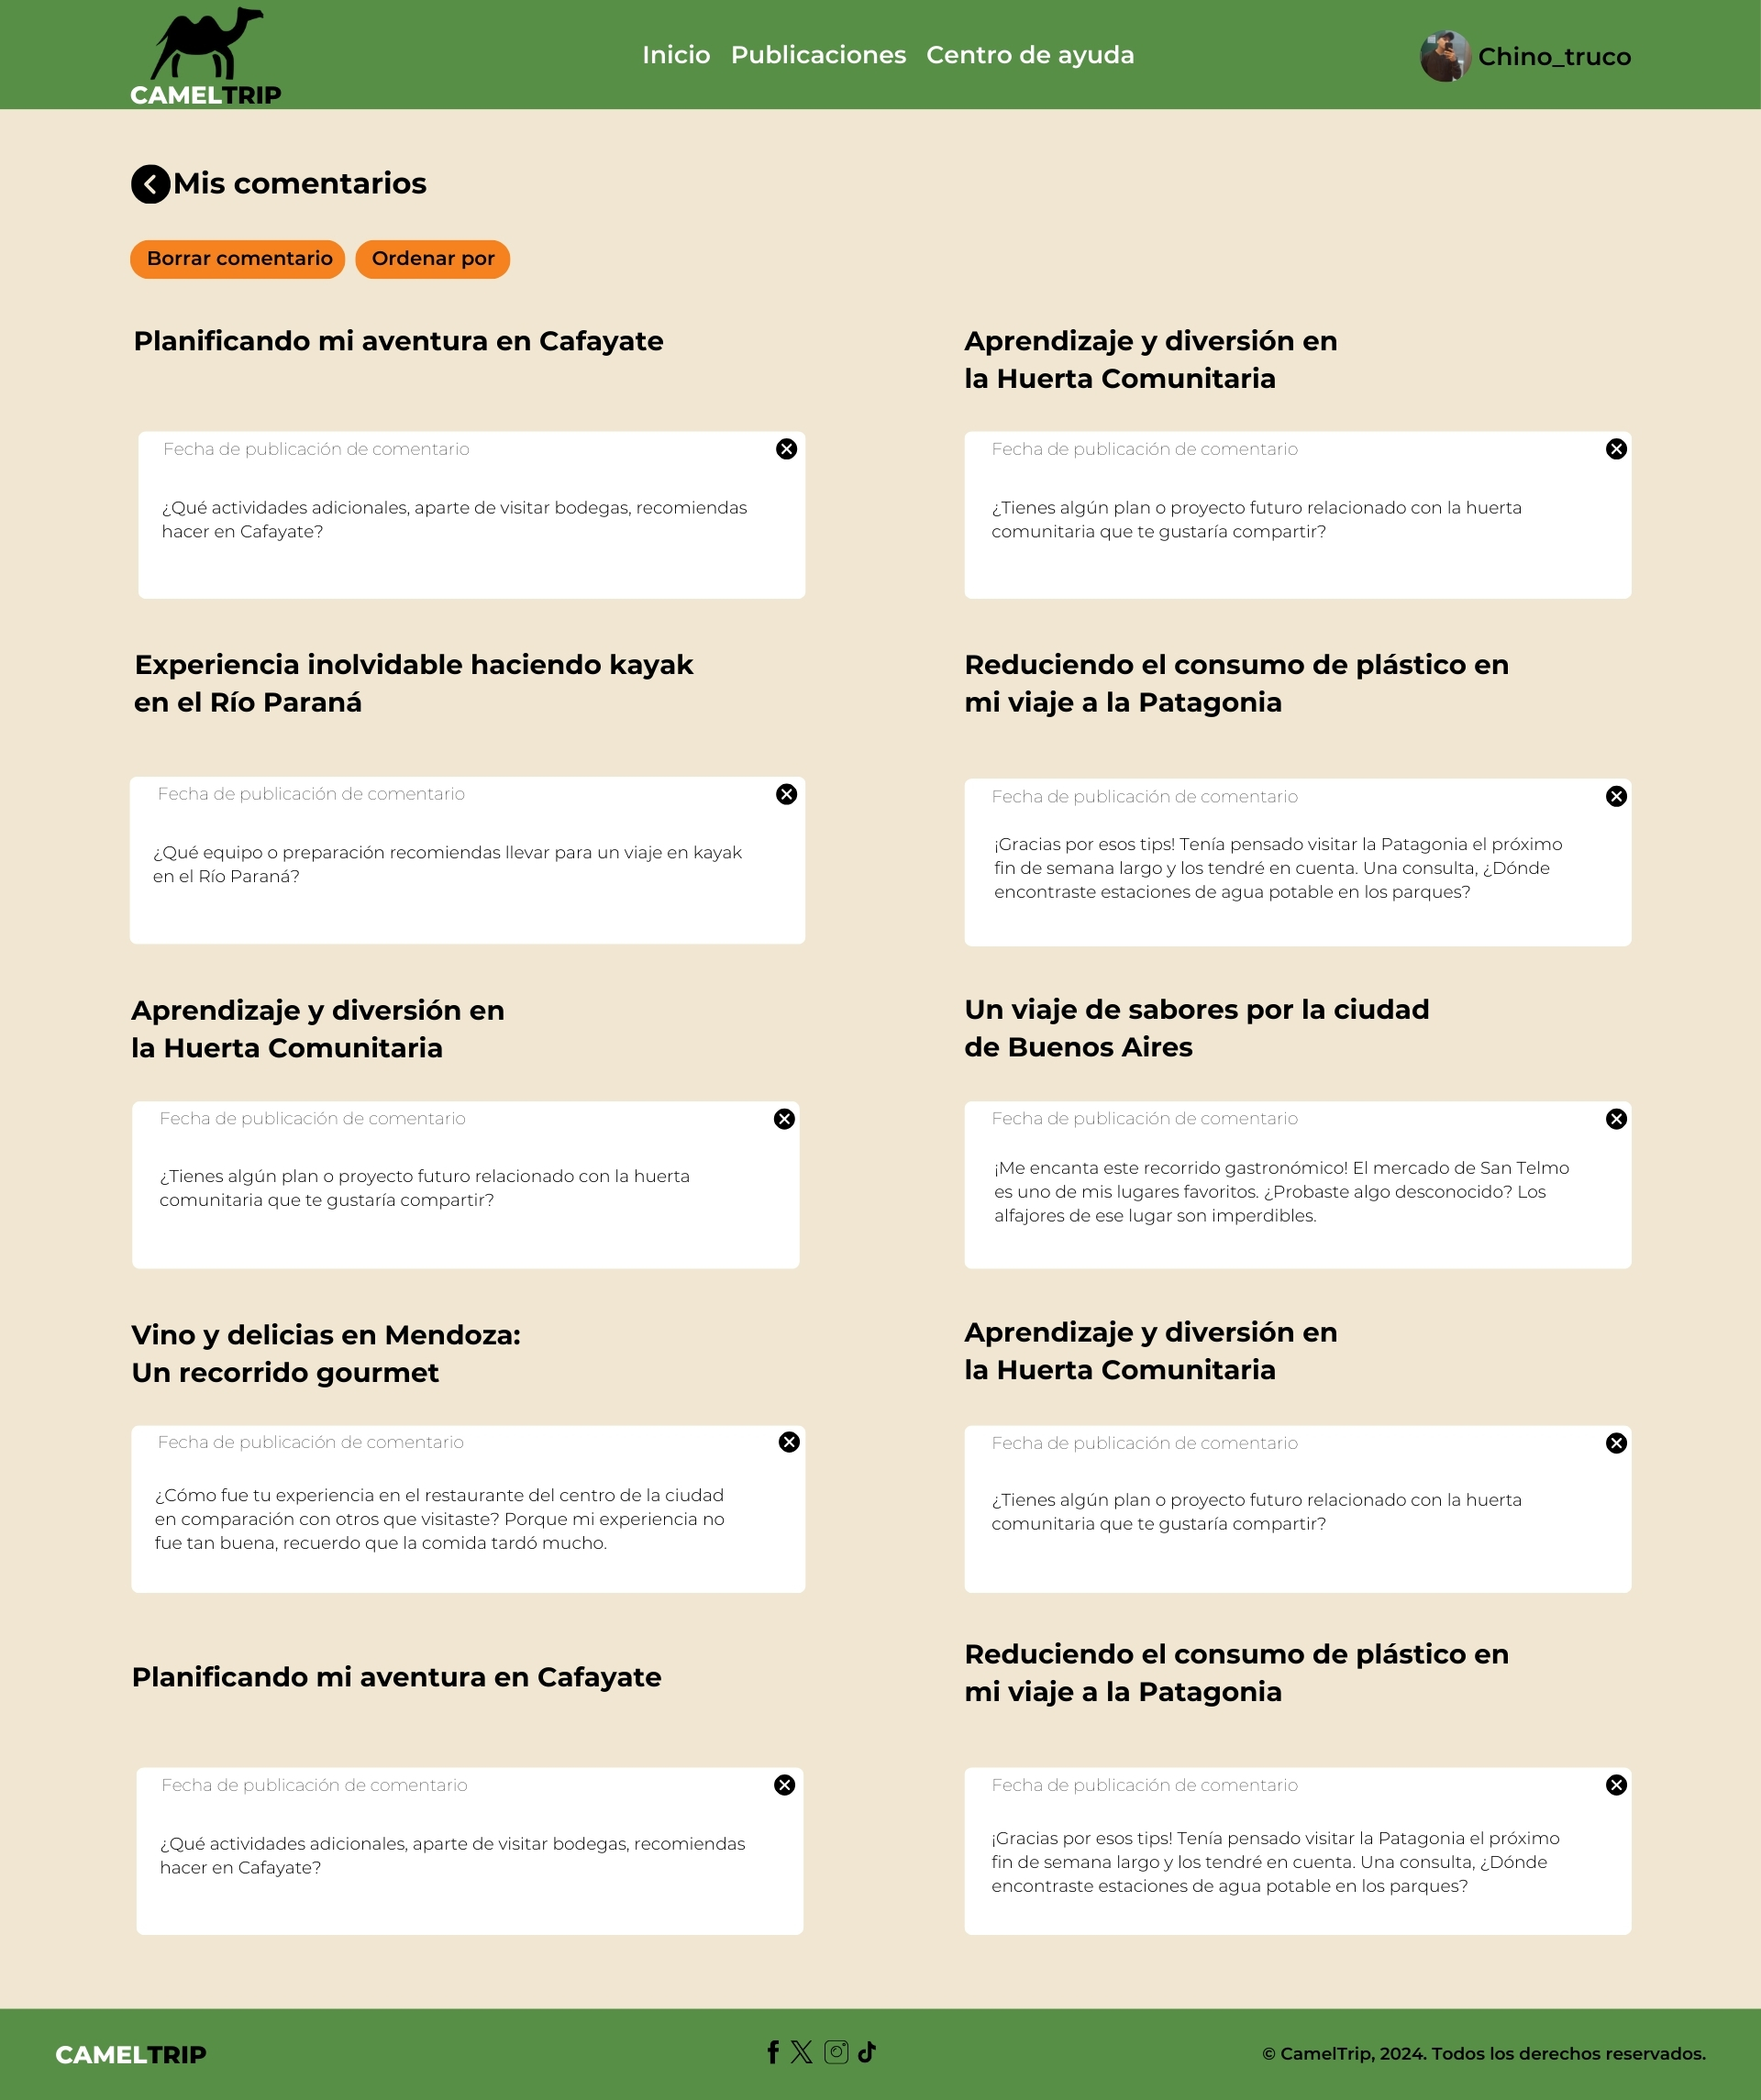 CAMELTRIP
Inicio Publicaciones Centro de ayuda
Chino_truco
Mis comentarios
Borrar comentario
Ordenar por
Planificando mi aventura en Cafayate
Fecha de publicación de comentario
¿Qué actividades adicionales, aparte de visitar bodegas, recomiendas
hacer en Cafayate?
Aprendizaje y diversión en
la Huerta Comunitaria
Fecha de publicación de comentario
¿Tienes algún plan o proyecto futuro relacionado con la huerta
comunitaria que te gustaría compartir?
Experiencia inolvidable haciendo kayak
en el Río Paraná
Fecha de publicación de comentario
¿Qué equipo o preparación recomiendas llevar para un viaje en kayak
en el Río Paraná?
Reduciendo el consumo de plástico en
mi viaje a la Patagonia
Fecha de publicación de comentario
¡Gracias por esos tips! Tenía pensado visitar la Patagonia el próximo
fin de semana largo y los tendré en cuenta. Una consulta, ¿Dónde
encontraste estaciones de agua potable en los parques?
Aprendizaje y diversión en
la Huerta Comunitaria
Fecha de publicación de comentario
¿Tienes algún plan o proyecto futuro relacionado con la huerta
comunitaria que te gustaría compartir?
Un viaje de sabores por la ciudad
de Buenos Aires
Fecha de publicación de comentario
¡Me encanta este recorrido gastronómico! El mercado de San Telmo
es uno de mis lugares favoritos. ¿Probaste algo desconocido? Los
alfajores de ese lugar son imperdibles.
Vino y delicias en Mendoza:
Un recorrido gourmet
Fecha de publicación de comentario
¿Cómo fue tu experiencia en el restaurante del centro de la ciudad
en comparación con otros que visitaste? Porque mi experiencia no
fue tan buena, recuerdo que la comida tardó mucho.
Aprendizaje y diversión en
la Huerta Comunitaria
Fecha de publicación de comentario
¿Tienes algún plan o proyecto futuro relacionado con la huerta
comunitaria que te gustaría compartir?
Planificando mi aventura en Cafayate
Fecha de publicación de comentario
¿Qué actividades adicionales, aparte de visitar bodegas, recomiendas
hacer en Cafayate?
Reduciendo el consumo de plástico en
mi viaje a la Patagonia
Fecha de publicación de comentario
¡Gracias por esos tips! Tenía pensado visitar la Patagonia el próximo
fin de semana largo y los tendré en cuenta. Una consulta, ¿Dónde
encontraste estaciones de agua potable en los parques?
CAMELTRIP
© CamelTrip, 2024. Todos los derechos reservados.